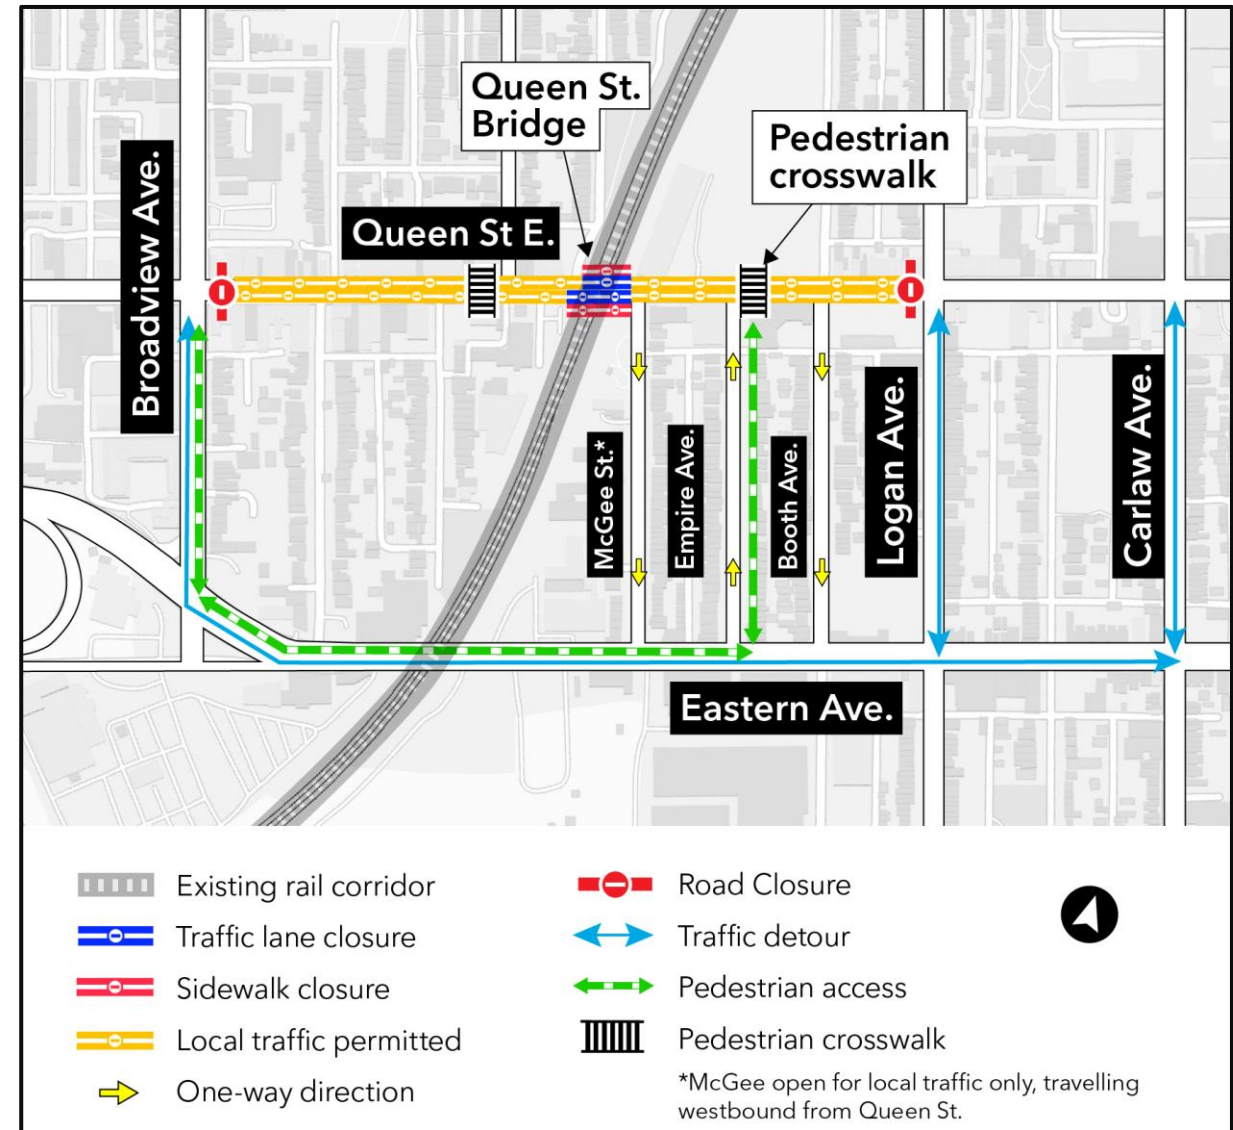 Queen St.
Bridge
Pedestrian
crosswalk
Broadview Ave.
Queen St E.
McGee St.*
Empire Ave.
Booth Ave.
Logan Ave.
Carlaw Ave.
Eastern Ave.
Existing rail corridor
Traffic lane closure
Sidewalk closure
Local traffic permitted
One-way direction
Road Closure
Traffic detour
Pedestrian access
Pedestrian crosswalk
*McGee open for local traffic only, travelling
westbound from Queen St.